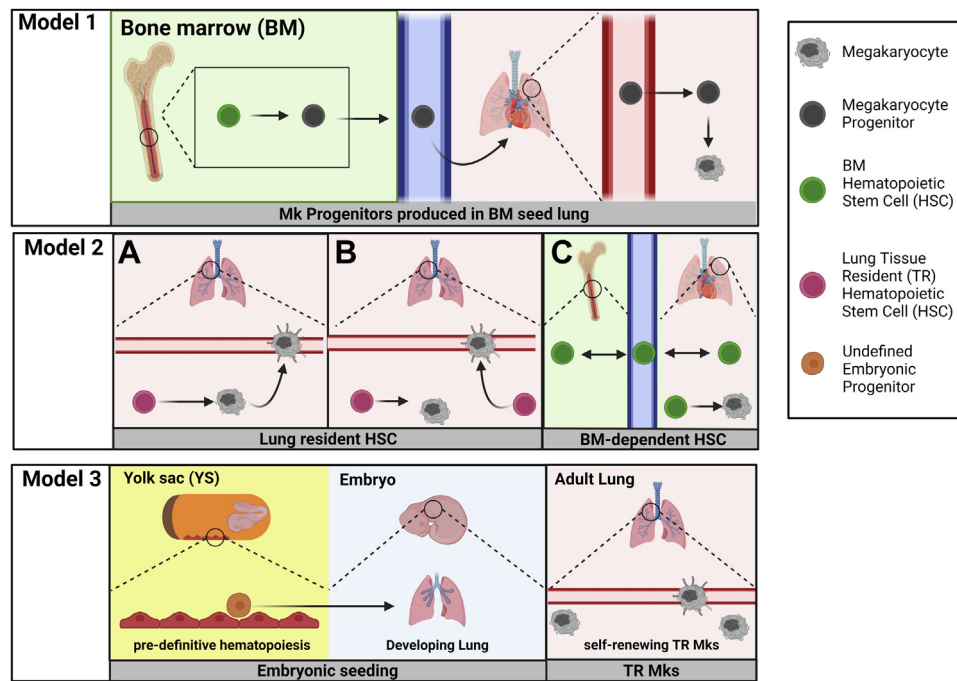 Model 1
Bone marrow (BM)
Mk Progenitors produced in BM seed lung
Model 2
A
B
C
Lung resident HSC
BM-dependent HSC
Model 3
Yolk sac (YS)
Embryo
Adult Lung
pre-definitive hematopoiesis
Developing Lung
self-renewing TR Mks
Embryonic seeding
TR Mks
Megakaryocyte
Megakaryocyte
Progenitor
BM
Hematopoietic
Stem Cell (HSC)
Lung Tissue
Resident (TR)
Hematopoietic
Stem Cell (HSC)
Undefined
Embryonic
Progenitor